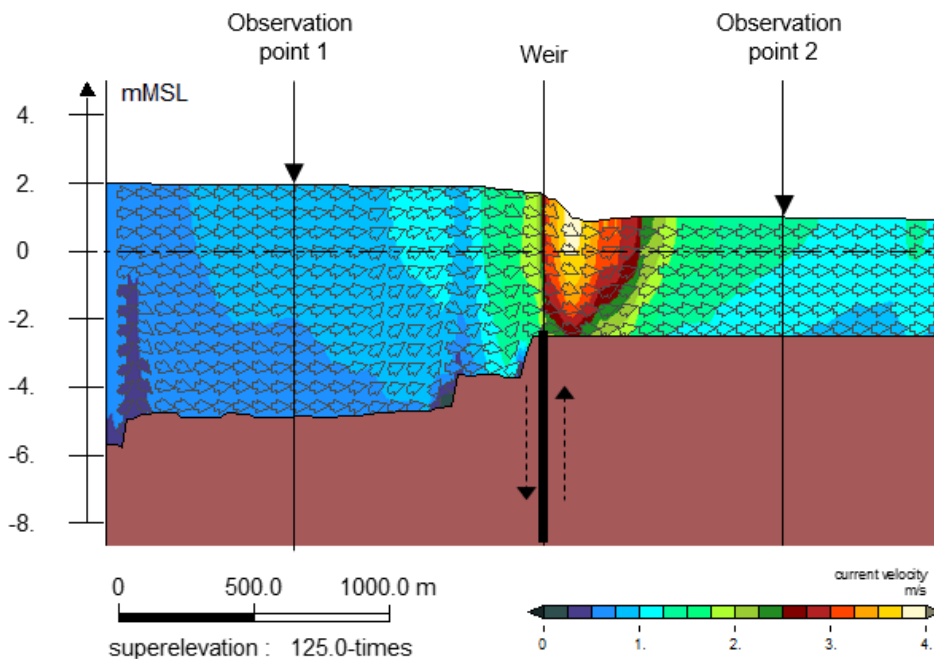 Observation
point 1
Weir
Observation
point 2
mMSL
4.
2.
0
-2.
-4.
-6.
-8.
0 500.0 1000.0 m
superelevation : 125.0-times
current velocity
m/s
0 1. 2. 3. 4.